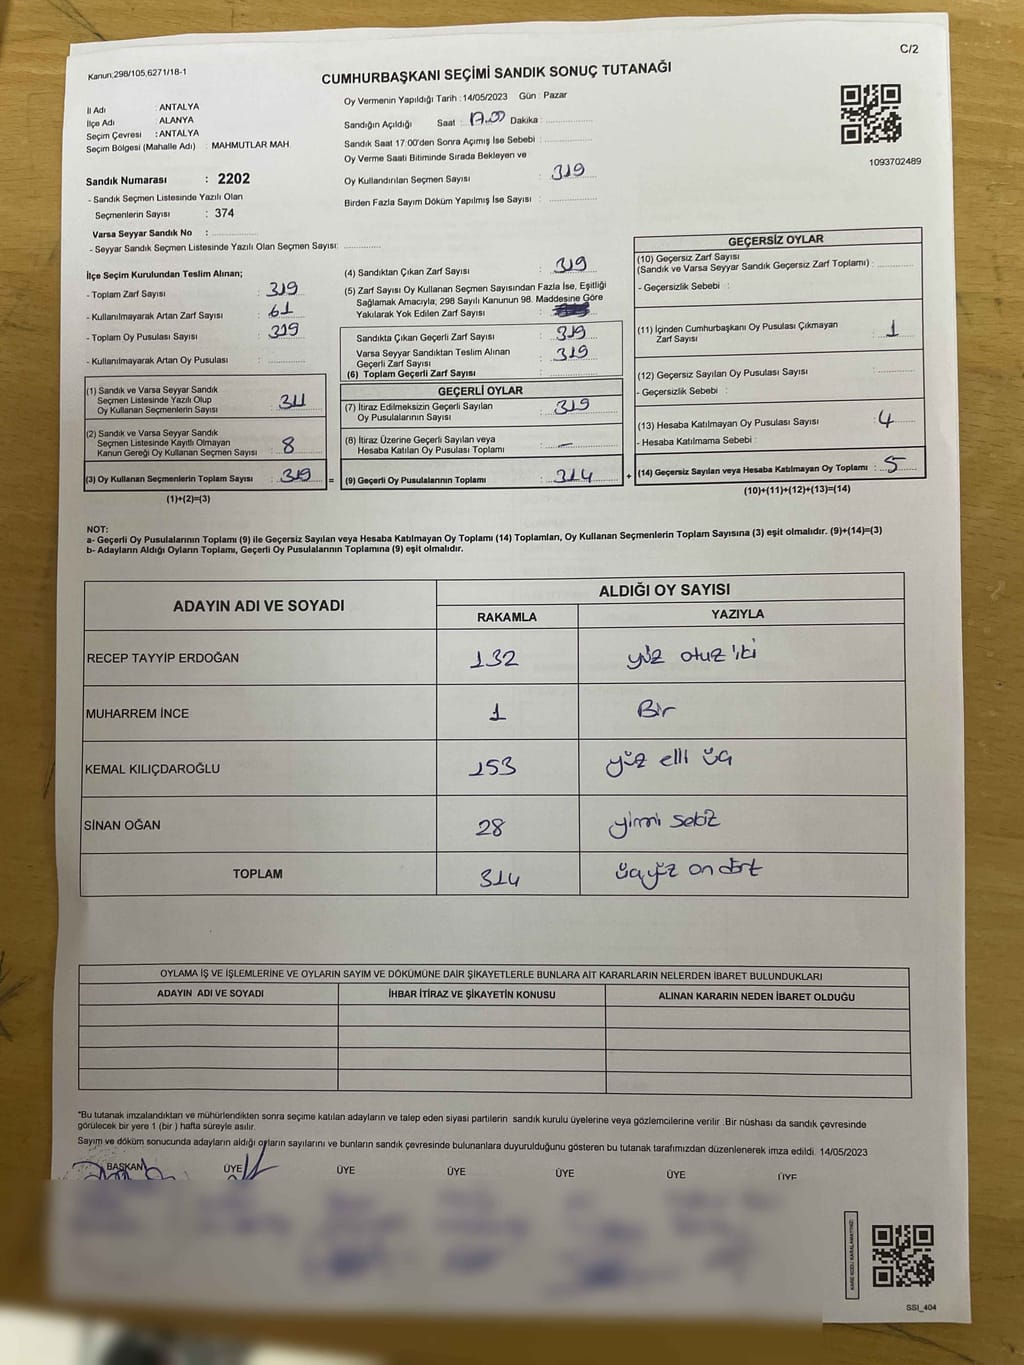 C/2
Kanun;298/105,6271/18-1
CUMHURBAŞKANI SEÇİMİ SANDIK SONUÇ TUTANAĞI
İl Adı : ANTALYA
İlçe Adı : ALANYA
Seçim Çevresi : ANTALYA
Seçim Bölgesi (Mahalle Adı) : MAHMUTLAR MAH.
Oy Vermenin Yapıldığı Tarih : 14/05/2023 Gün : Pazar
Sandığın Açıldığı Saat : 17.00 Dakika :
Sandık Saat 17.00'den Sonra Açımış İse Sebebi :
Oy Verme Saati Bitiminde Sırada Bekleyen ve
Oy Kullandırılan Seçmen Sayısı : 319
Birden Fazla Sayım Döküm Yapılmış İse Sayısı :
1093702489
Sandık Numarası : 2202
- Sandık Seçmen Listesinde Yazılı Olan
Seçmenlerin Sayısı : 374
Varsa Seyyar Sandık No :
- Seyyar Sandık Seçmen Listesinde Yazılı Olan Seçmen Sayısı:
İlçe Seçim Kurulundan Teslim Alınan;
- Toplam Zarf Sayısı : 319
- Kullanılmayarak Artan Zarf Sayısı : 61
- Toplam Oy Pusulası Sayısı : 319
- Kullanılmayarak Artan Oy Pusulası :
(1) Sandık ve Varsa Seyyar Sandık
Seçmen Listesinde Yazılı Olup
Oy Kullanan Seçmenlerin Sayısı : 311
(2) Sandık ve Varsa Seyyar Sandık
Seçmen Listesinde Kayıtlı Olmayan
Kanun Gereği Oy Kullanan Seçmen Sayısı : 8
(3) Oy Kullanan Seçmenlerin Toplam Sayısı : 319
(1)+(2)=(3)
(4) Sandıktan Çıkan Zarf Sayısı : 319
(5) Zarf Sayısı Oy Kullanan Seçmen Sayısından Fazla İse, Eşitliği
Sağlamak Amacıyla, 298 Sayılı Kanunun 98. Maddesine Göre
Yakılarak Yok Edilen Zarf Sayısı :
Sandıkta Çıkan Geçerli Zarf Sayısı : 319
Varsa Seyyar Sandıktan Teslim Alınan : 319
Geçerli Zarf Sayısı
(6) Toplam Geçerli Zarf Sayısı :
GEÇERLİ OYLAR
(7) İtiraz Edilmeksizin Geçerli Sayılan : 319
Oy Pusulalarının Sayısı
(8) İtiraz Üzerine Geçerli Sayılan veya
Hesaba Katılan Oy Pusulası Toplamı : –
= (9) Geçerli Oy Pusulalarının Toplamı : 314 +
GEÇERSİZ OYLAR
(10) Geçersiz Zarf Sayısı
(Sandık ve Varsa Seyyar Sandık Geçersiz Zarf Toplamı) :
- Geçersizlik Sebebi :
(11) İçinden Cumhurbaşkanı Oy Pusulası Çıkmayan
Zarf Sayısı : 1
(12) Geçersiz Sayılan Oy Pusulası Sayısı :
- Geçersizlik Sebebi :
(13) Hesaba Katılmayan Oy Pusulası Sayısı : 4
- Hesaba Katılmama Sebebi :
(14) Geçersiz Sayılan veya Hesaba Katılmayan Oy Toplamı : 5
(10)+(11)+(12)+(13)=(14)
NOT:
a- Geçerli Oy Pusulalarının Toplamı (9) ile Geçersiz Sayılan veya Hesaba Katılmayan Oy Toplamı (14) Toplamları, Oy Kullanan Seçmenlerin Toplam Sayısına (3) eşit olmalıdır. (9)+(14)=(3)
b- Adayların Aldığı Oyların Toplamı, Geçerli Oy Pusulalarının Toplamına (9) eşit olmalıdır.
ADAYIN ADI VE SOYADI
ALDIĞI OY SAYISI
RAKAMLA YAZIYLA
RECEP TAYYİP ERDOĞAN 132 yüz otuz iki
MUHARREM İNCE 1 Bir
KEMAL KILIÇDAROĞLU 153 yüz elli üç
SİNAN OĞAN 28 yirmi sekiz
TOPLAM 314 üçyüz on dört
OYLAMA İŞ VE İŞLEMLERİNE VE OYLARIN SAYIM VE DÖKÜMÜNE DAİR ŞİKAYETLERLE BUNLARA AİT KARARLARIN NELERDEN İBARET BULUNDUKLARI
ADAYIN ADI VE SOYADI İHBAR İTİRAZ VE ŞİKAYETİN KONUSU ALINAN KARARIN NEDEN İBARET OLDUĞU
*Bu tutanak imzalandıktan ve mühürlendikten sonra seçime katılan adayların ve talep eden siyasi partilerin sandık kurulu üyelerine veya gözlemcilerine verilir. Bir nüshası da sandık çevresinde
görülecek bir yere 1 (bir ) hafta süreyle asılır.
Sayım ve döküm sonucunda adayların aldığı oyların sayılarını ve bunların sandık çevresinde bulunanlara duyurulduğunu gösteren bu tutanak tarafımızdan düzenlenerek imza edildi. 14/05/2023
BAŞKAN ÜYE ÜYE ÜYE ÜYE ÜYE ÜYE
KARE KODU KARALAMAYINIZ!
SSI_404